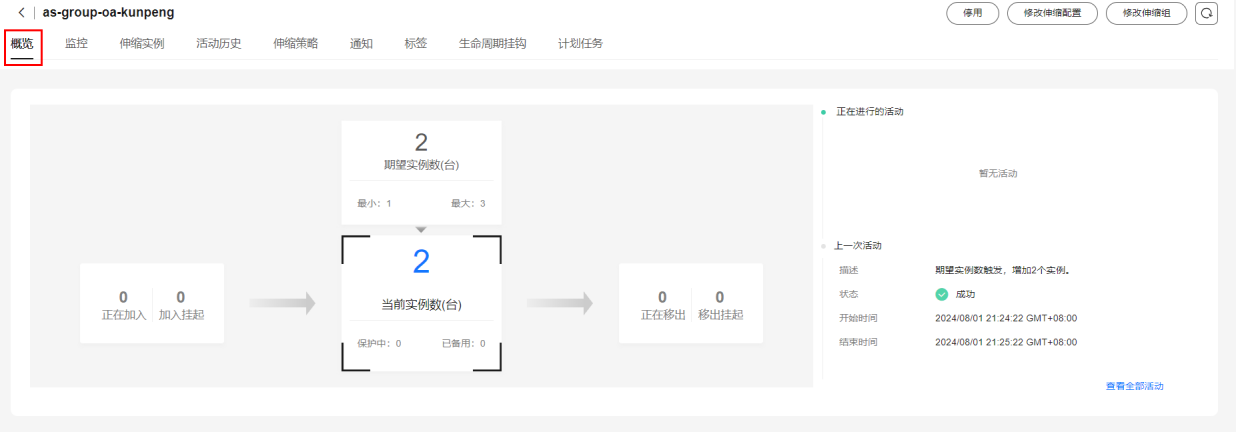 as-group-oa-kunpeng
停用
修改伸缩配置
修改伸缩组
概览
监控
伸缩实例
活动历史
伸缩策略
通知
标签
生命周期挂钩
计划任务
2
期望实例数(台)
最小：1
最大：3
0
正在加入
0
加入挂起
2
当前实例数(台)
保护中：0
已备用：0
0
正在移出
0
移出挂起
正在进行的活动
暂无活动
上一次活动
描述
期望实例数触发，增加2个实例。
状态
成功
开始时间
2024/08/01 21:24:22 GMT+08:00
结束时间
2024/08/01 21:25:22 GMT+08:00
查看全部活动